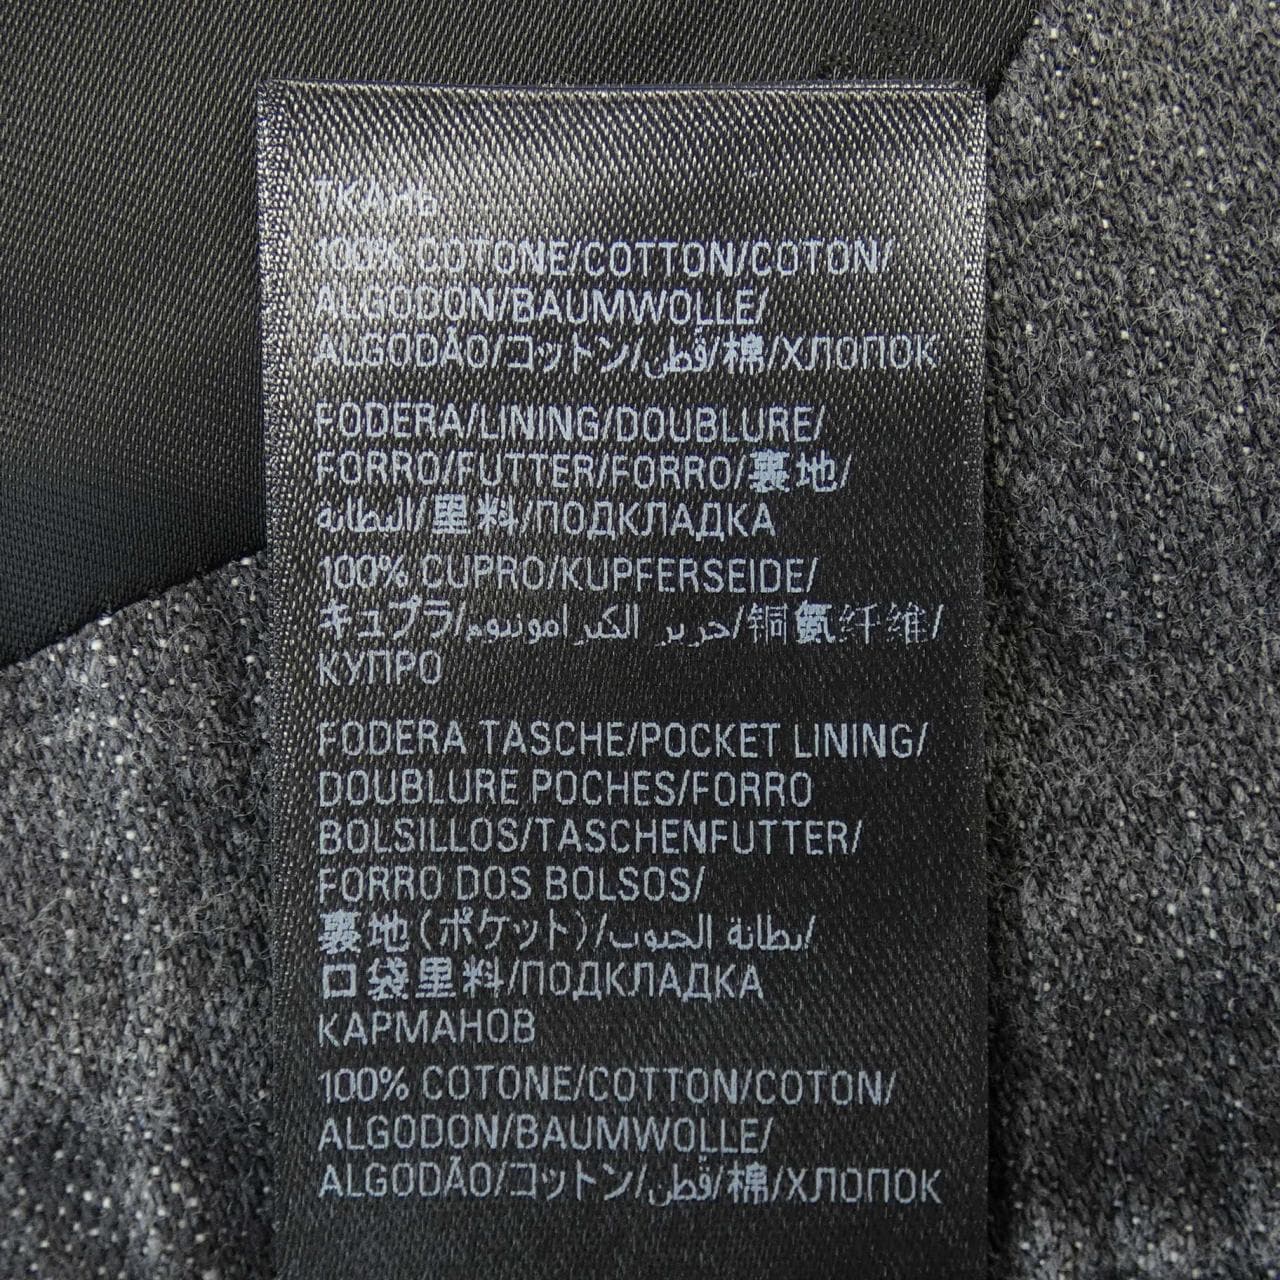 ТКАНЬ
100% COTONE/COTTON/COTON/
ALGODON/BAUMWOLLE/
ALGODÃO/コットン/قطن/棉/ХЛОПОК
FODERA/LINING/DOUBLURE/
FORRO/FUTTER/FORRO/裏地/
البطانة/里料/ПОДКЛАДКА
100% CUPRO/KUPFERSEIDE/
キュプラ/حرير الكبر امونيوم/铜氨纤维/
КУПРО
FODERA TASCHE/POCKET LINING/
DOUBLURE POCHES/FORRO
BOLSILLOS/TASCHENFUTTER/
FORRO DOS BOLSOS/
裏地(ポケット)/بطانة الجيوب/
口袋里料/ПОДКЛАДКА
КАРМАНОВ
100% COTONE/COTTON/COTON/
ALGODON/BAUMWOLLE/
ALGODÃO/コットン/قطن/棉/ХЛОПОК